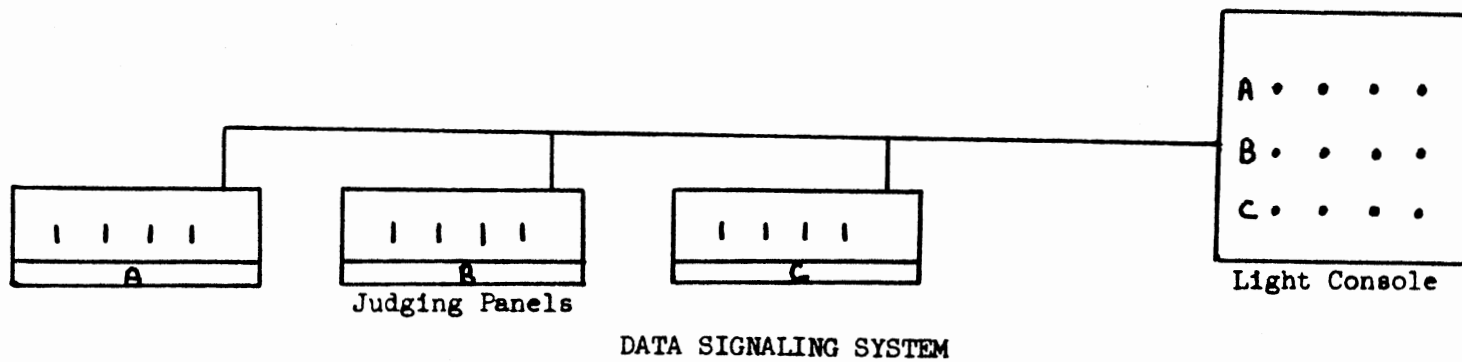 A
B
C
A
B
C
Judging Panels
Light Console
DATA SIGNALING SYSTEM